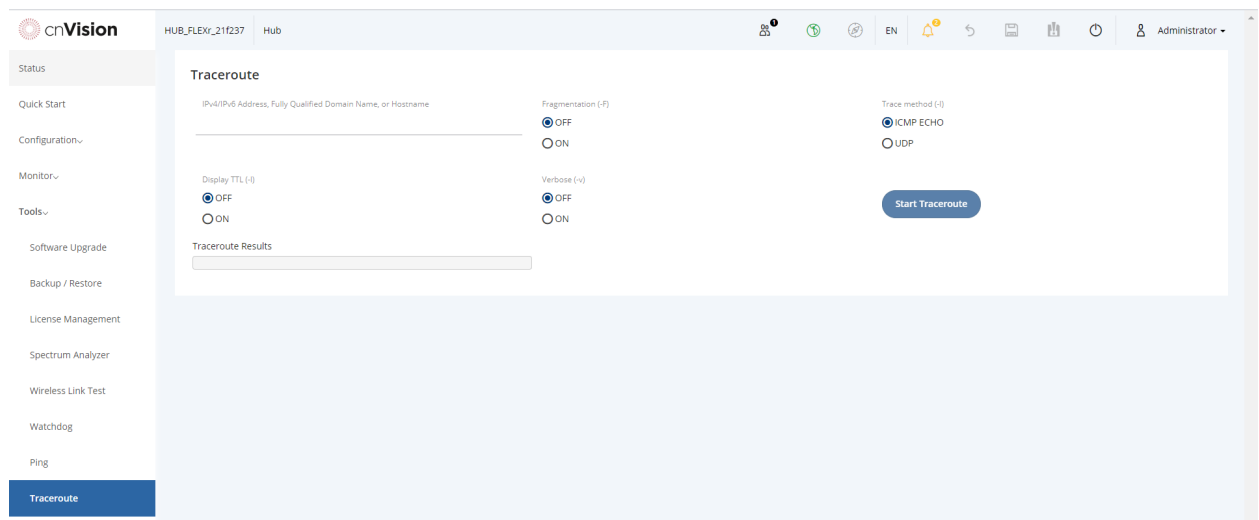 cnVision
HUB_FLEXr_21f237 Hub
1
EN
2
Administrator
Status
Quick Start
Configuration
Monitor
Tools
Software Upgrade
Backup / Restore
License Management
Spectrum Analyzer
Wireless Link Test
Watchdog
Ping
Traceroute
Traceroute
IPv4/IPv6 Address, Fully Qualified Domain Name, or Hostname
Fragmentation (-F)
OFF
ON
Trace method (-I)
ICMP ECHO
UDP
Display TTL (-l)
OFF
ON
Verbose (-v)
OFF
ON
Start Traceroute
Traceroute Results